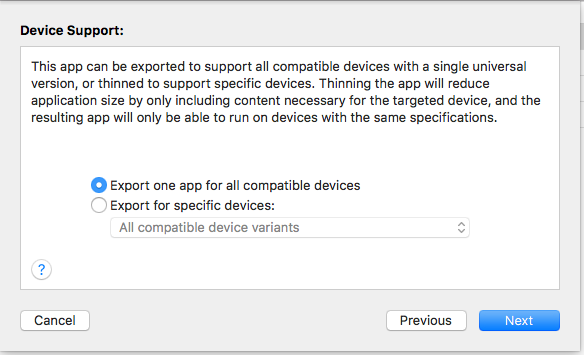 Device Support:
This app can be exported to support all compatible devices with a single universal
version, or thinned to support specific devices. Thinning the app will reduce
application size by only including content necessary for the targeted device, and the
resulting app will only be able to run on devices with the same specifications.
Export one app for all compatible devices
Export for specific devices:
All compatible device variants
?
Cancel
Previous
Next